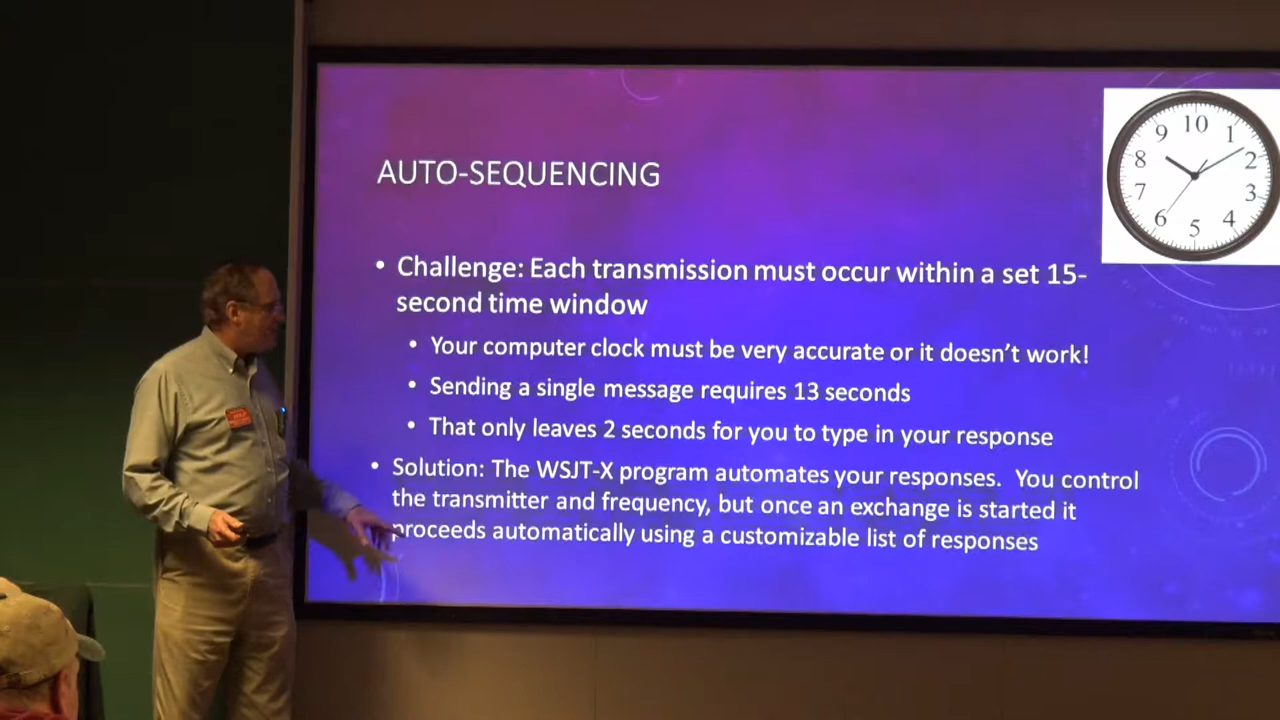 AUTO-SEQUENCING
• Challenge: Each transmission must occur within a set 15-
second time window
• Your computer clock must be very accurate or it doesn't work!
• Sending a single message requires 13 seconds
• That only leaves 2 seconds for you to type in your response
• Solution: The WSJT-X program automates your responses. You control
the transmitter and frequency, but once an exchange is started it
proceeds automatically using a customizable list of responses
10
9 1
8 2
7 3
6 4
5